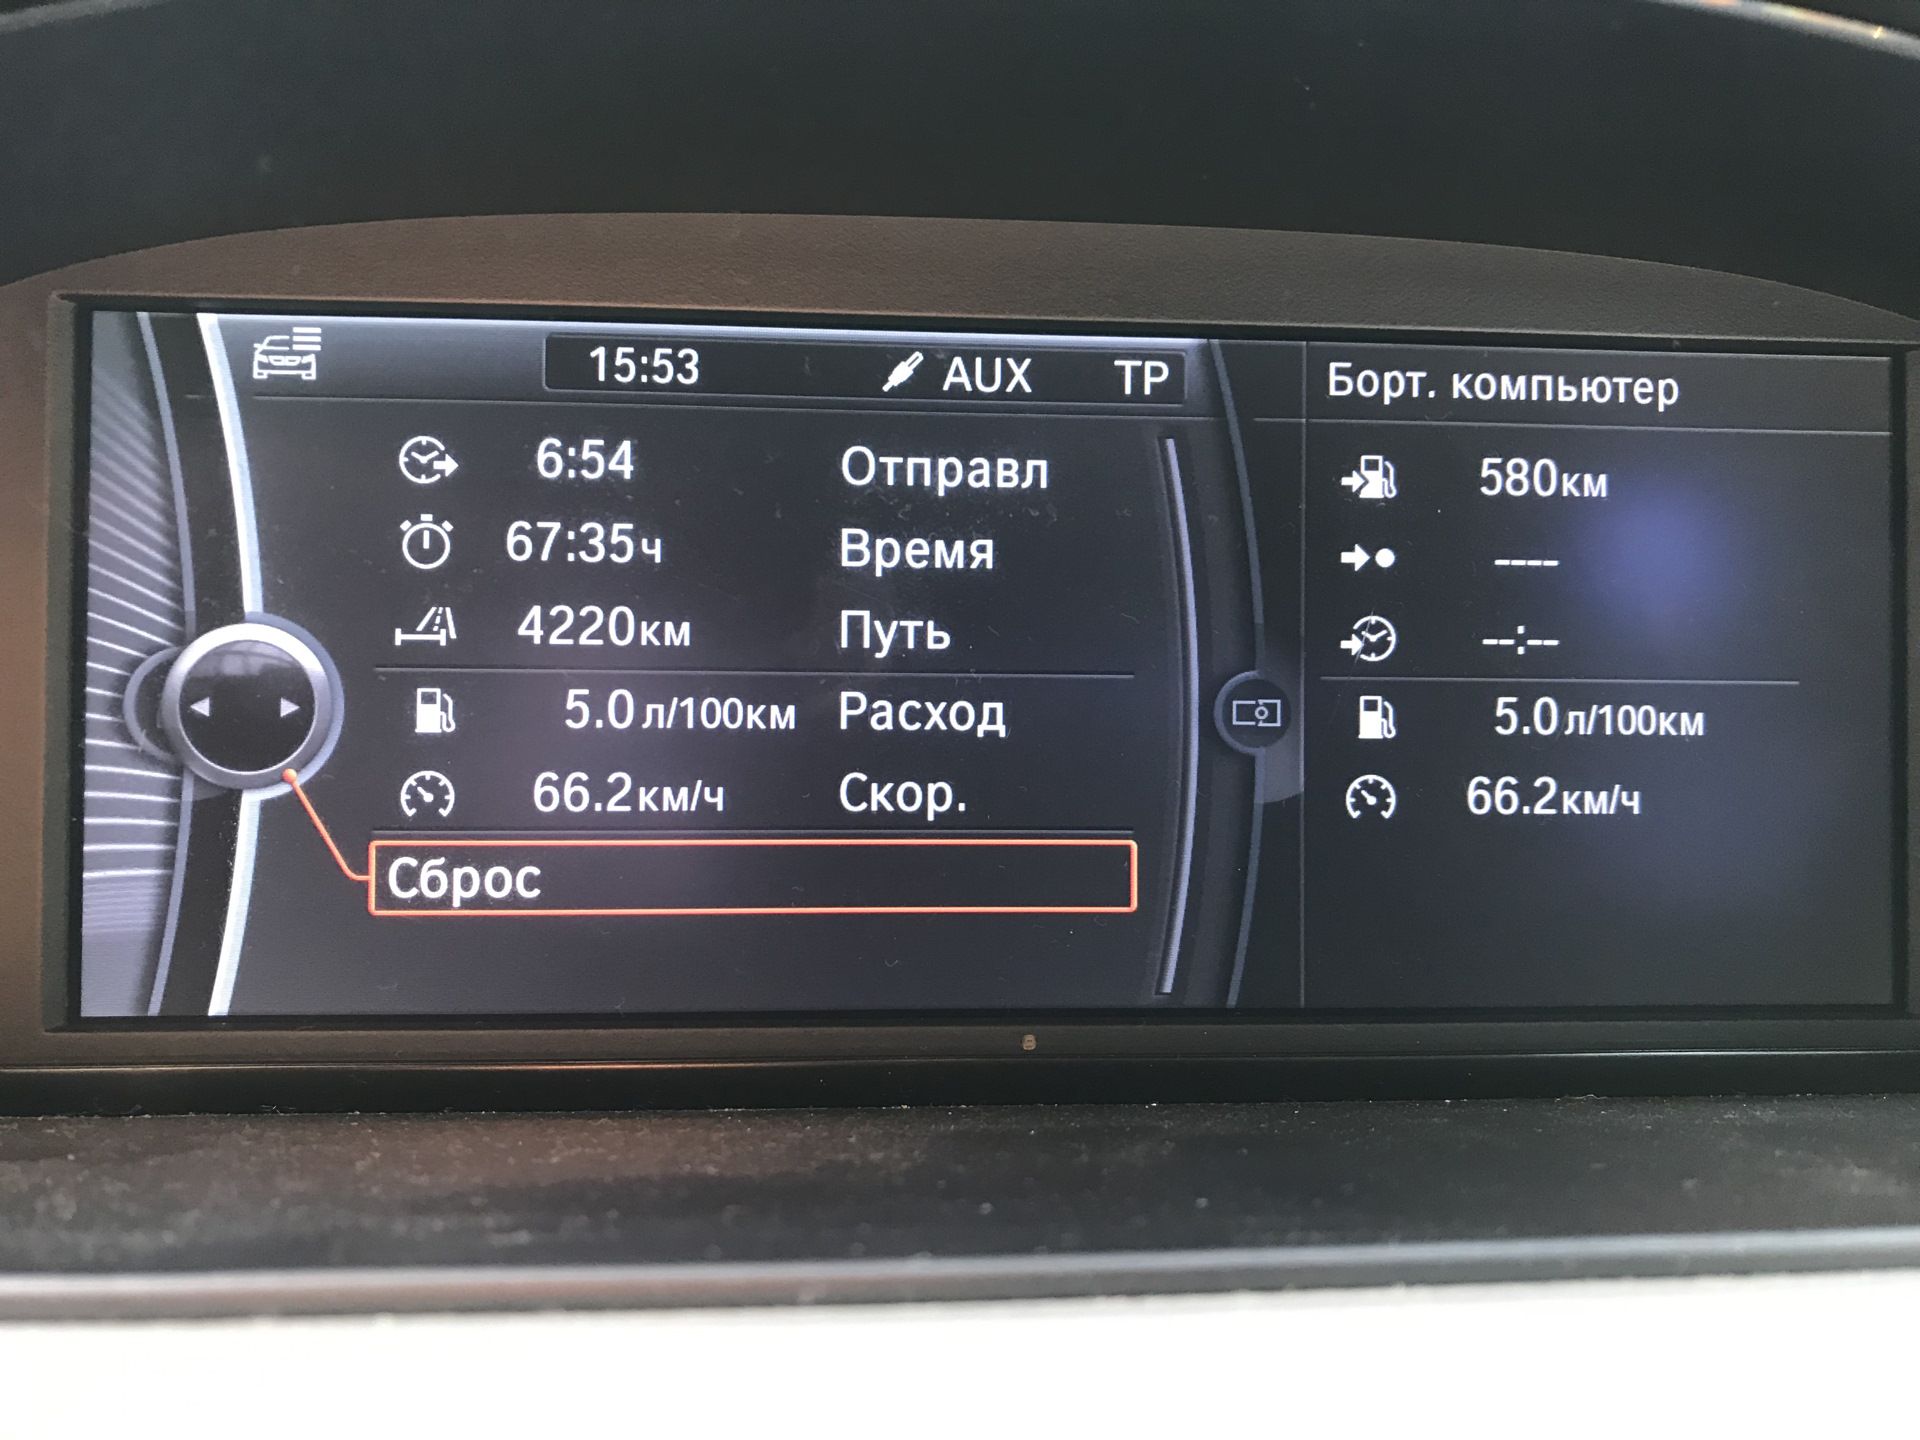 15:53 AUX TP
6:54 Отправл
67:35ч Время
4220км Путь
5.0л/100км Расход
66.2км/ч Скор.
Сброс
Борт. компьютер
580км
----
--:--
5.0л/100км
66.2км/ч